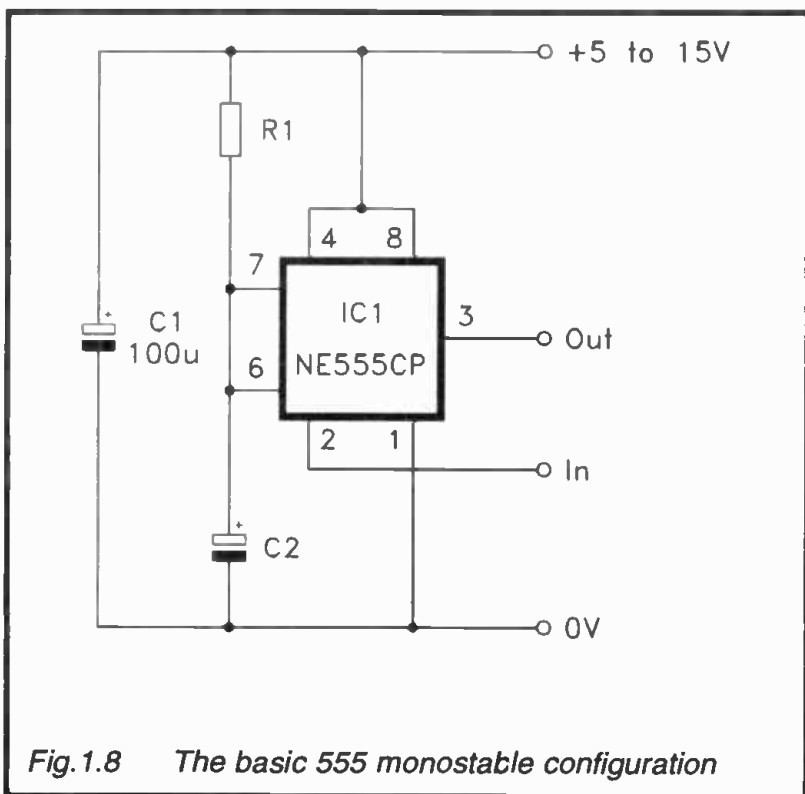 +5 to 15V
R1
4 8
7
IC1
3
C1
100u
NE555CP
Out
6
2 1
In
+
+
C2
0V
Fig.1.8 The basic 555 monostable configuration